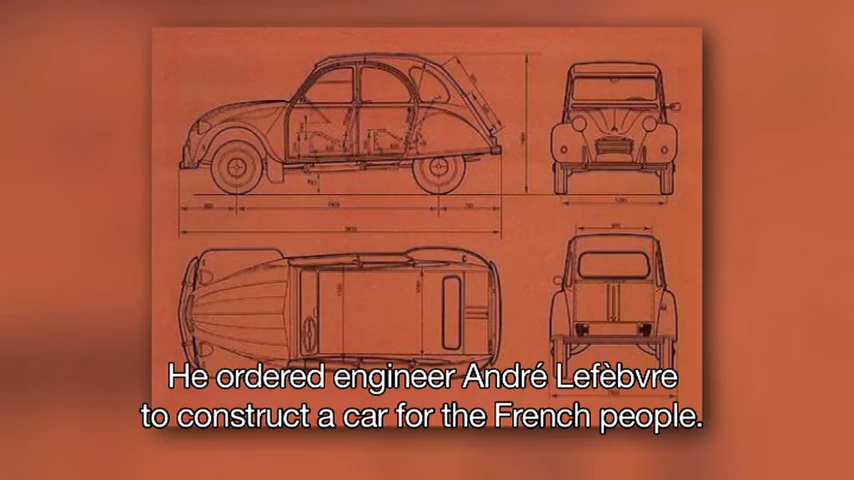 He ordered engineer André Lefèbvre
to construct a car for the French people.